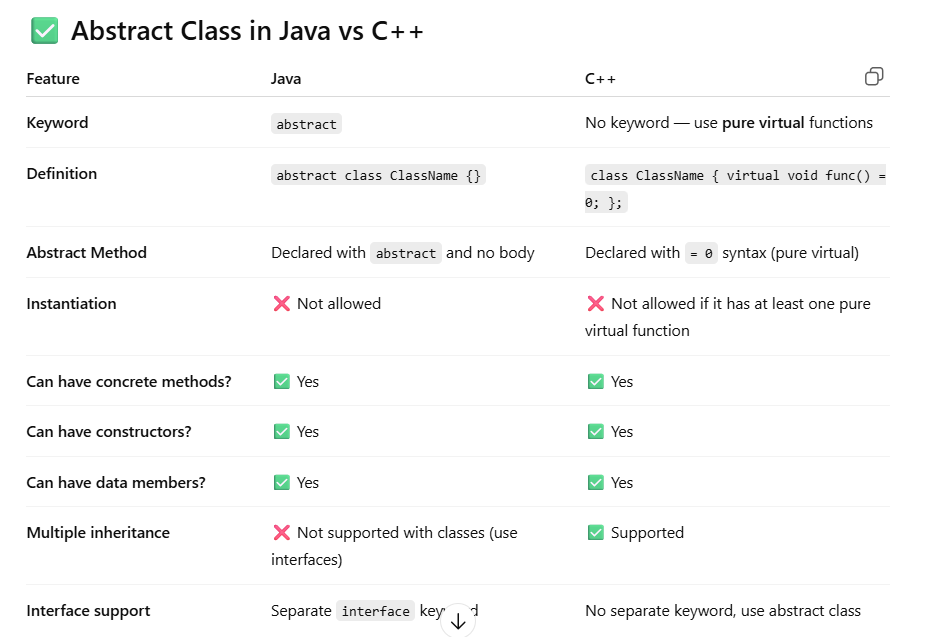 ✅ Abstract Class in Java vs C++
Feature Java C++
Keyword abstract No keyword — use pure virtual functions
Definition abstract class ClassName {} class ClassName { virtual void func() =
0; };
Abstract Method Declared with abstract and no body Declared with = 0 syntax (pure virtual)
Instantiation ❌ Not allowed ❌ Not allowed if it has at least one pure
virtual function
Can have concrete methods? ✅ Yes ✅ Yes
Can have constructors? ✅ Yes ✅ Yes
Can have data members? ✅ Yes ✅ Yes
Multiple inheritance ❌ Not supported with classes (use ✅ Supported
interfaces)
Interface support Separate interface No separate keyword, use abstract class